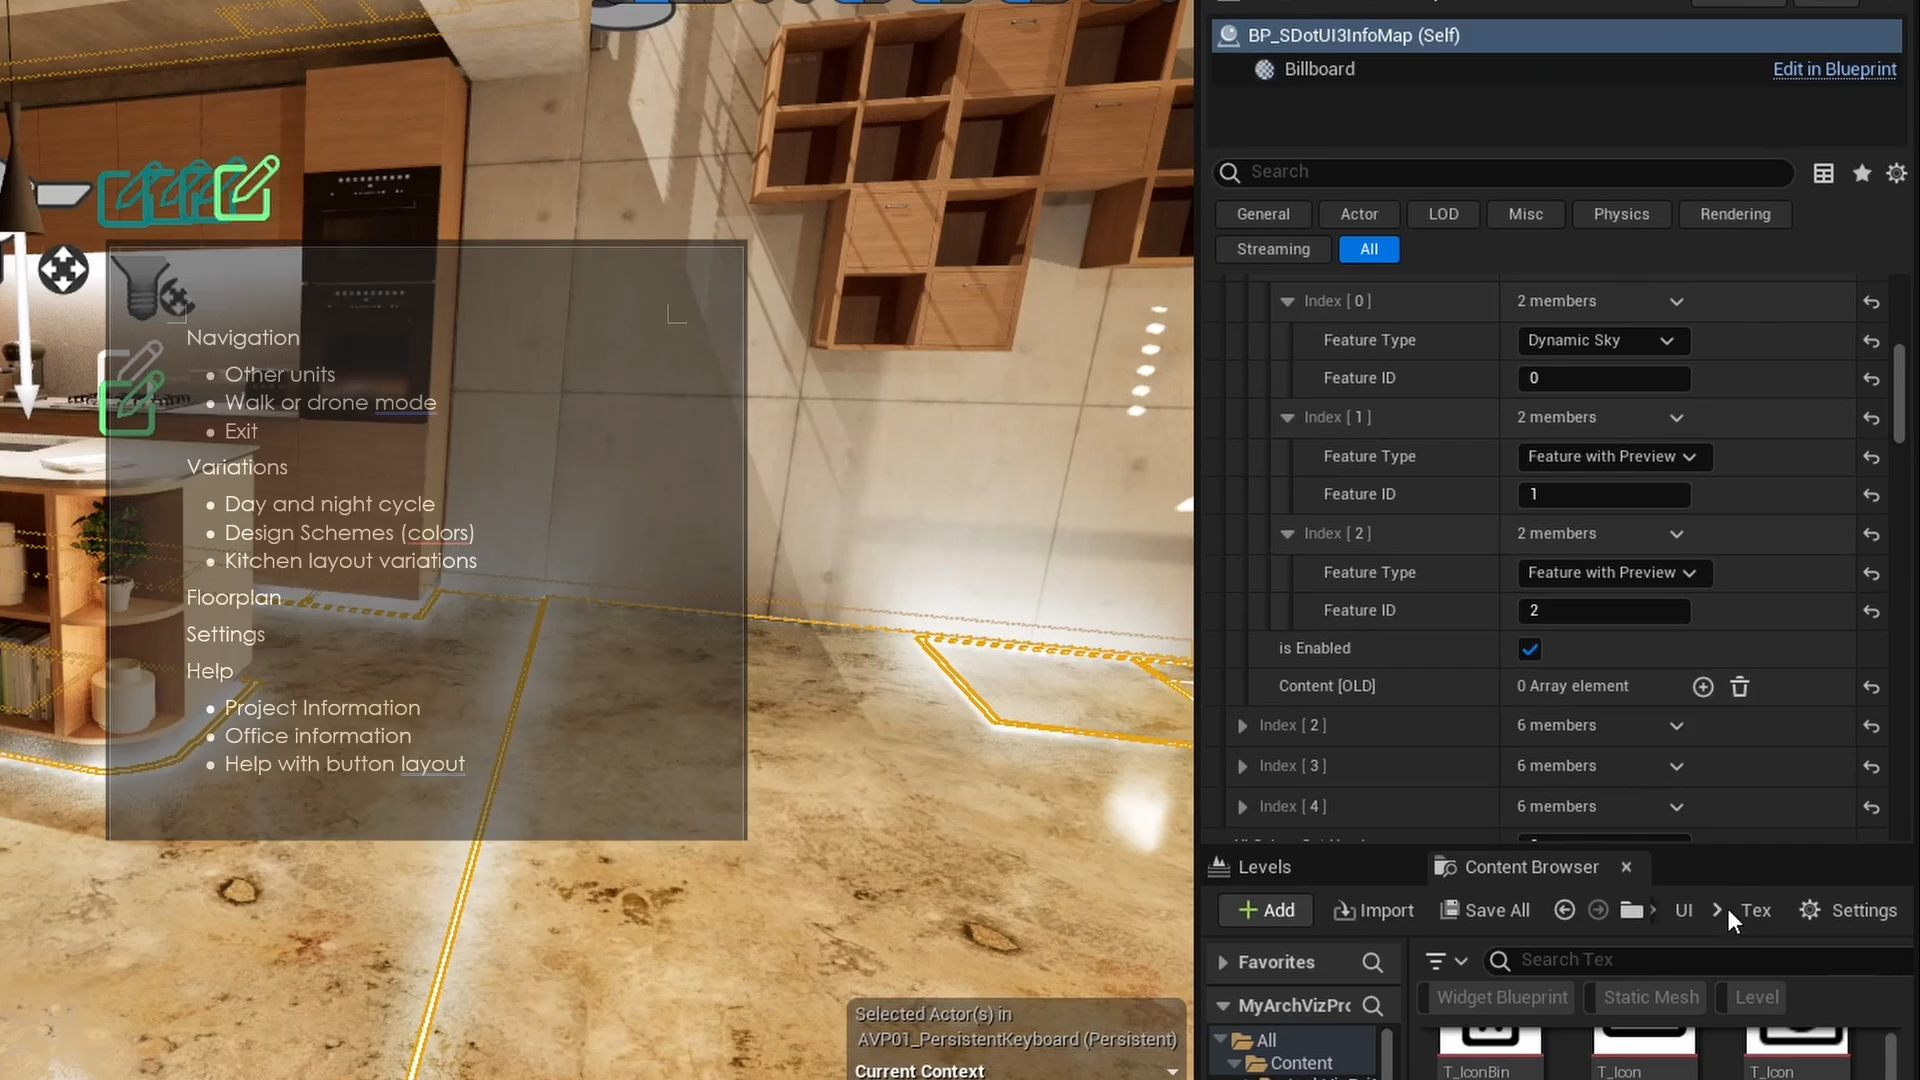 BP_SDotUI3InfoMap (Self)
Billboard
Edit in Blueprint
Search
General
Actor
LOD
Misc
Physics
Rendering
Streaming
All
Index [ 0 ]
2 members
Feature Type
Dynamic Sky
Feature ID
0
Index [ 1 ]
2 members
Feature Type
Feature with Preview
Feature ID
1
Index [ 2 ]
2 members
Feature Type
Feature with Preview
Feature ID
2
is Enabled
Content [OLD]
0 Array element
Index [ 2 ]
6 members
Index [ 3 ]
6 members
Index [ 4 ]
6 members
Navigation
• Other units
• Walk or drone mode
• Exit
Variations
• Day and night cycle
• Design Schemes (colors)
• Kitchen layout variations
Floorplan
Settings
Help
• Project Information
• Office information
• Help with button layout
Levels
Content Browser
Add
Import
Save All
UI
Tex
Settings
Favorites
Search Tex
MyArchVizPrc
Widget Blueprint
Static Mesh
Level
All
Content
T_IconBin
T_Icon
T_Icon
Selected Actor(s) in
AVP01_PersistentKeyboard (Persistent)
Current Context